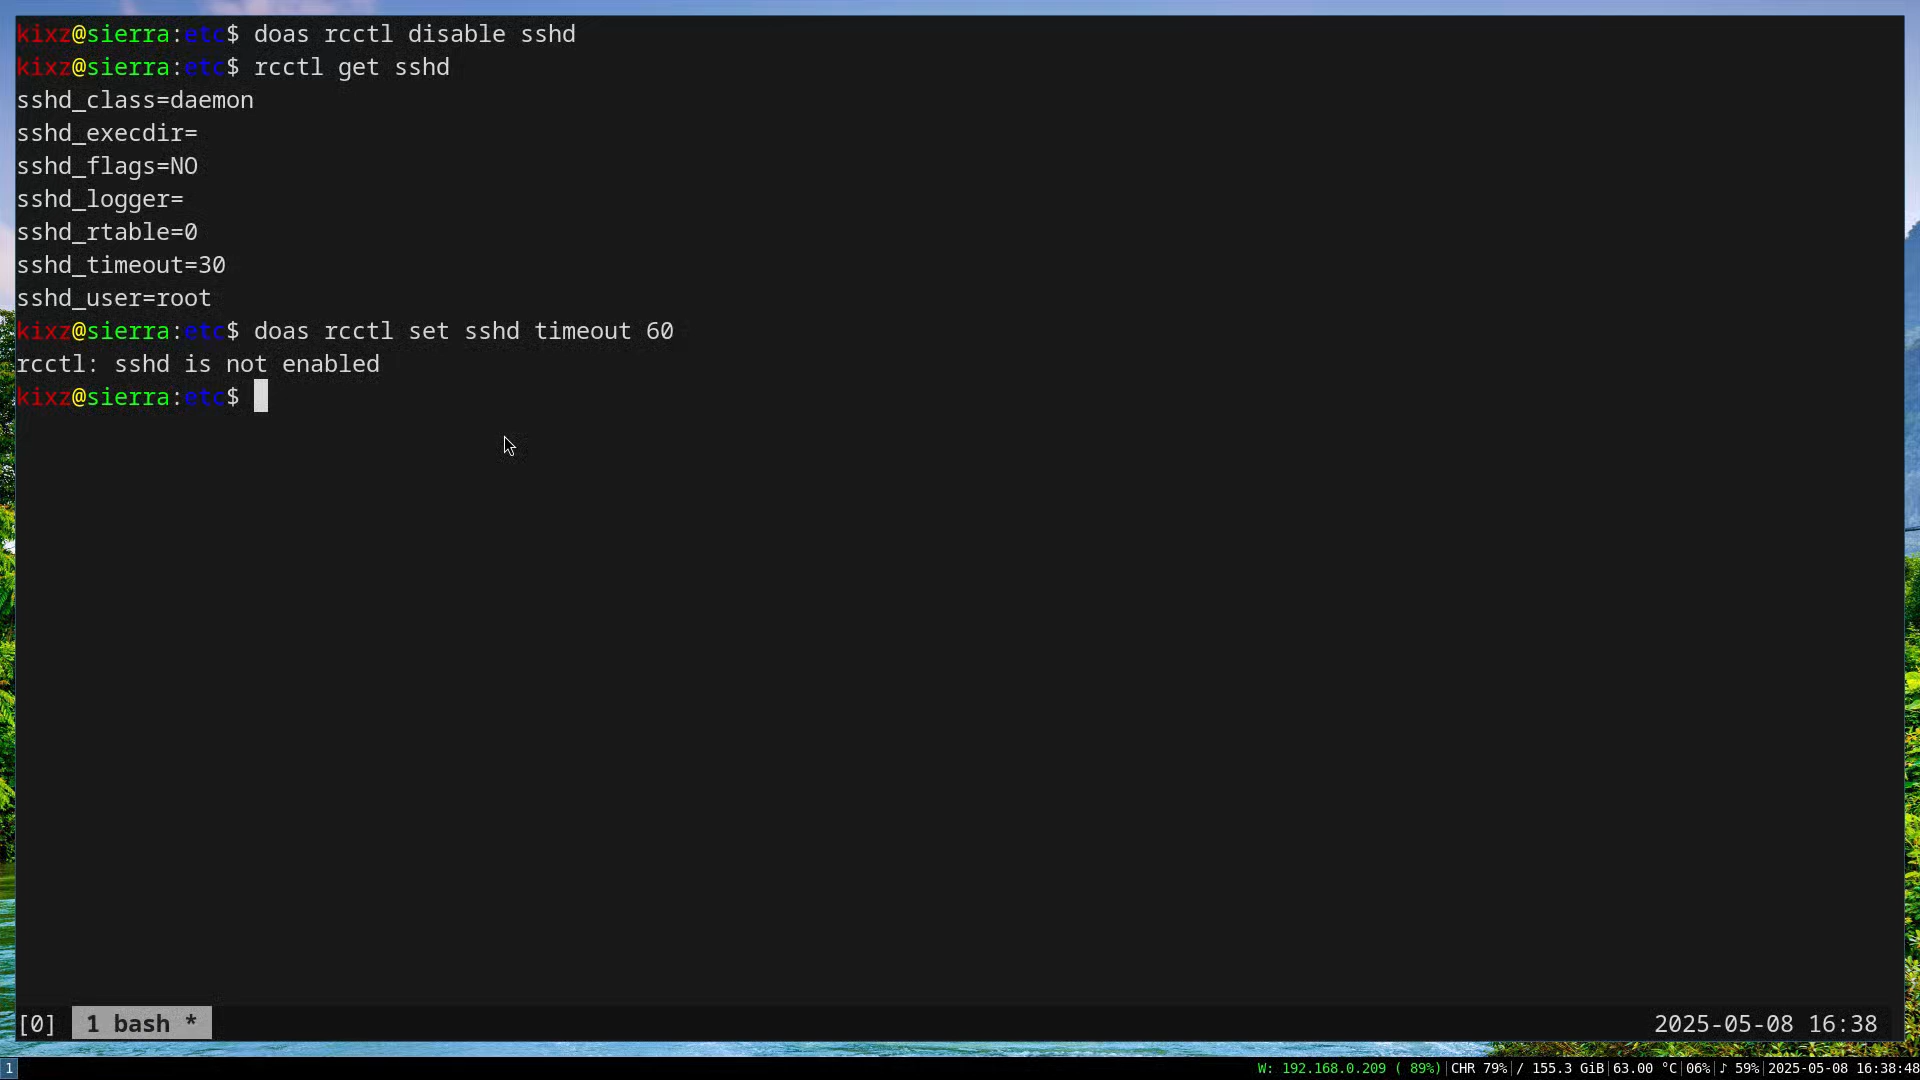 kixz@sierra:etc$ doas rcctl disable sshd
kixz@sierra:etc$ rcctl get sshd
sshd_class=daemon
sshd_execdir=
sshd_flags=NO
sshd_logger=
sshd_rtable=0
sshd_timeout=30
sshd_user=root
kixz@sierra:etc$ doas rcctl set sshd timeout 60
rcctl: sshd is not enabled
kixz@sierra:etc$
[0] 1 bash * 2025-05-08 16:38
1 W: 192.168.0.209 ( 89%)|CHR 79%|/ 155.3 GiB|63.00 °C|06%|♪ 59%|2025-05-08 16:38:48